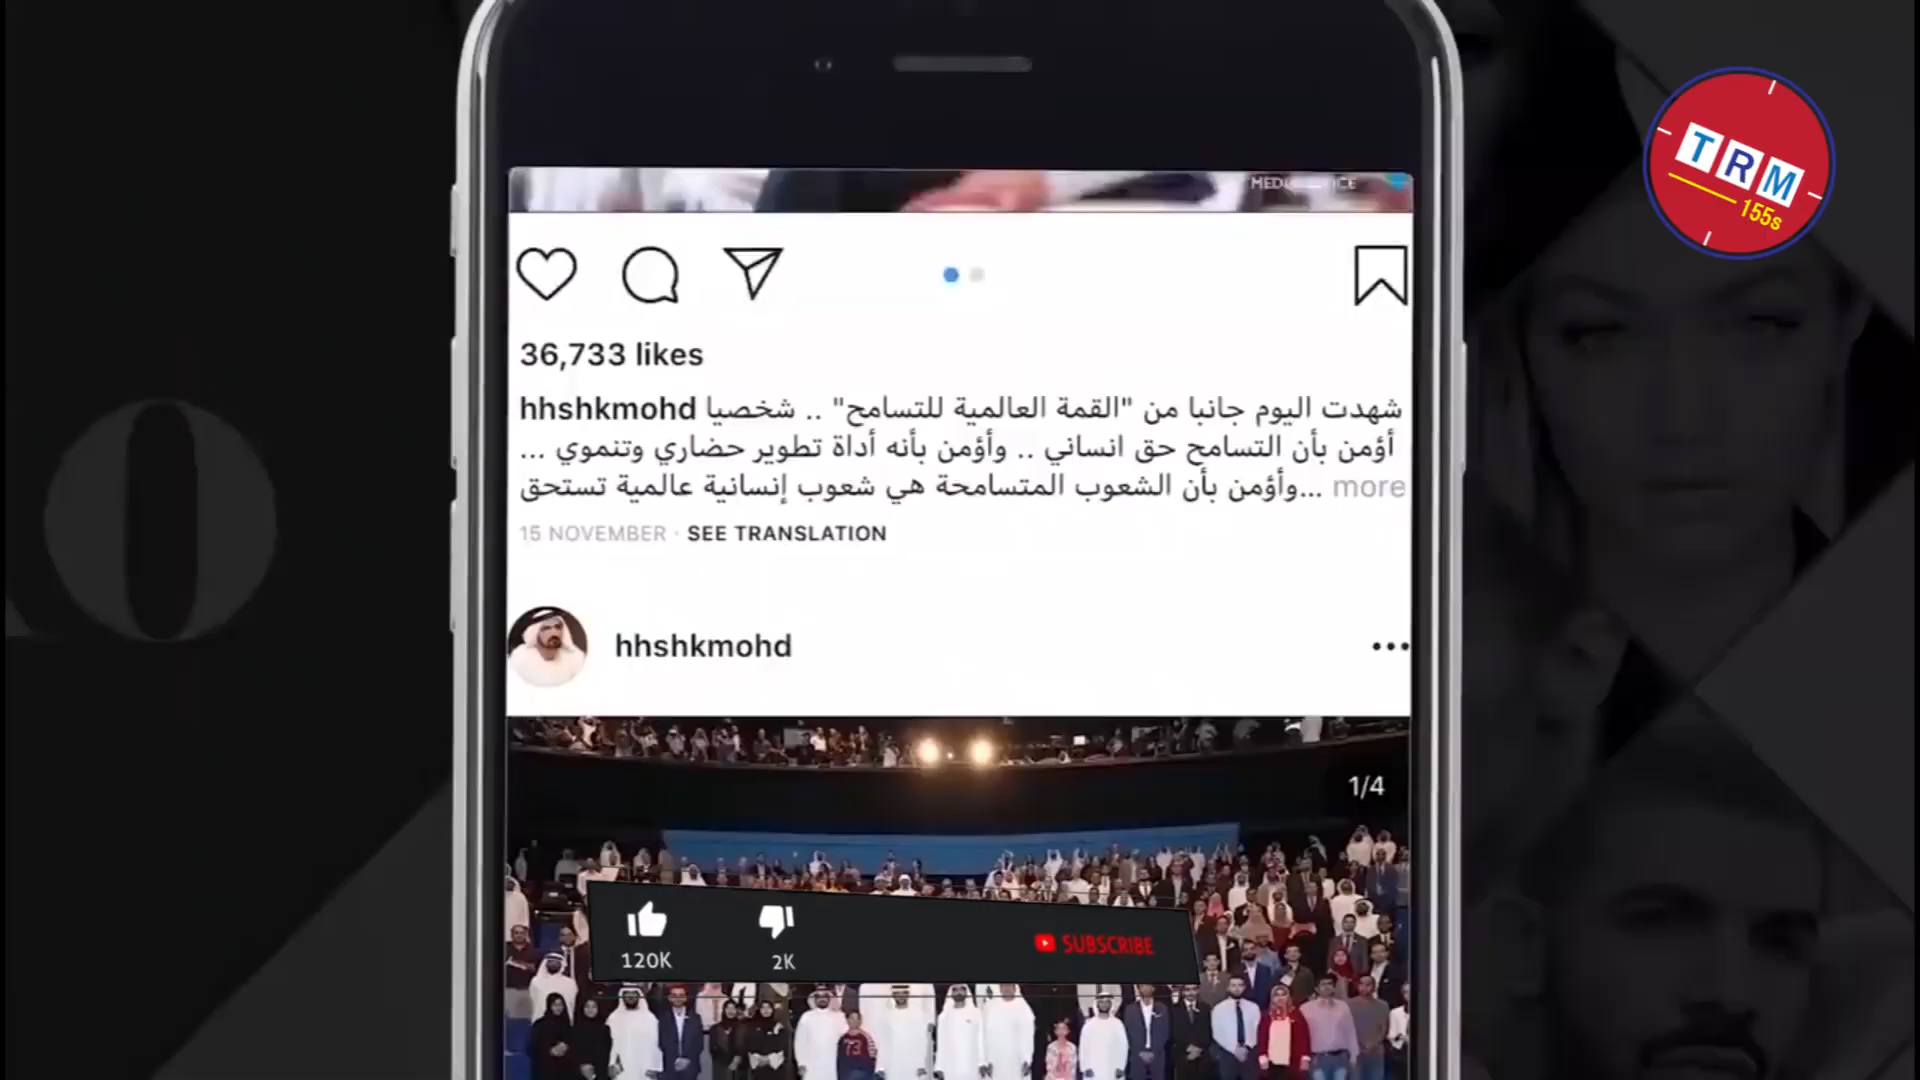 TRM
155s
36,733 likes
hhshkmohd شهدت اليوم جانبا من "القمة العالمية للتسامح" .. شخصيا
أؤمن بأن التسامح حق انساني .. وأؤمن بأنه أداة تطوير حضاري وتنموي ...
وأؤمن بأن الشعوب المتسامحة هي شعوب إنسانية عالمية تستحق... more
15 NOVEMBER · SEE TRANSLATION
hhshkmohd
1/4
120K
2K
SUBSCRIBE
73